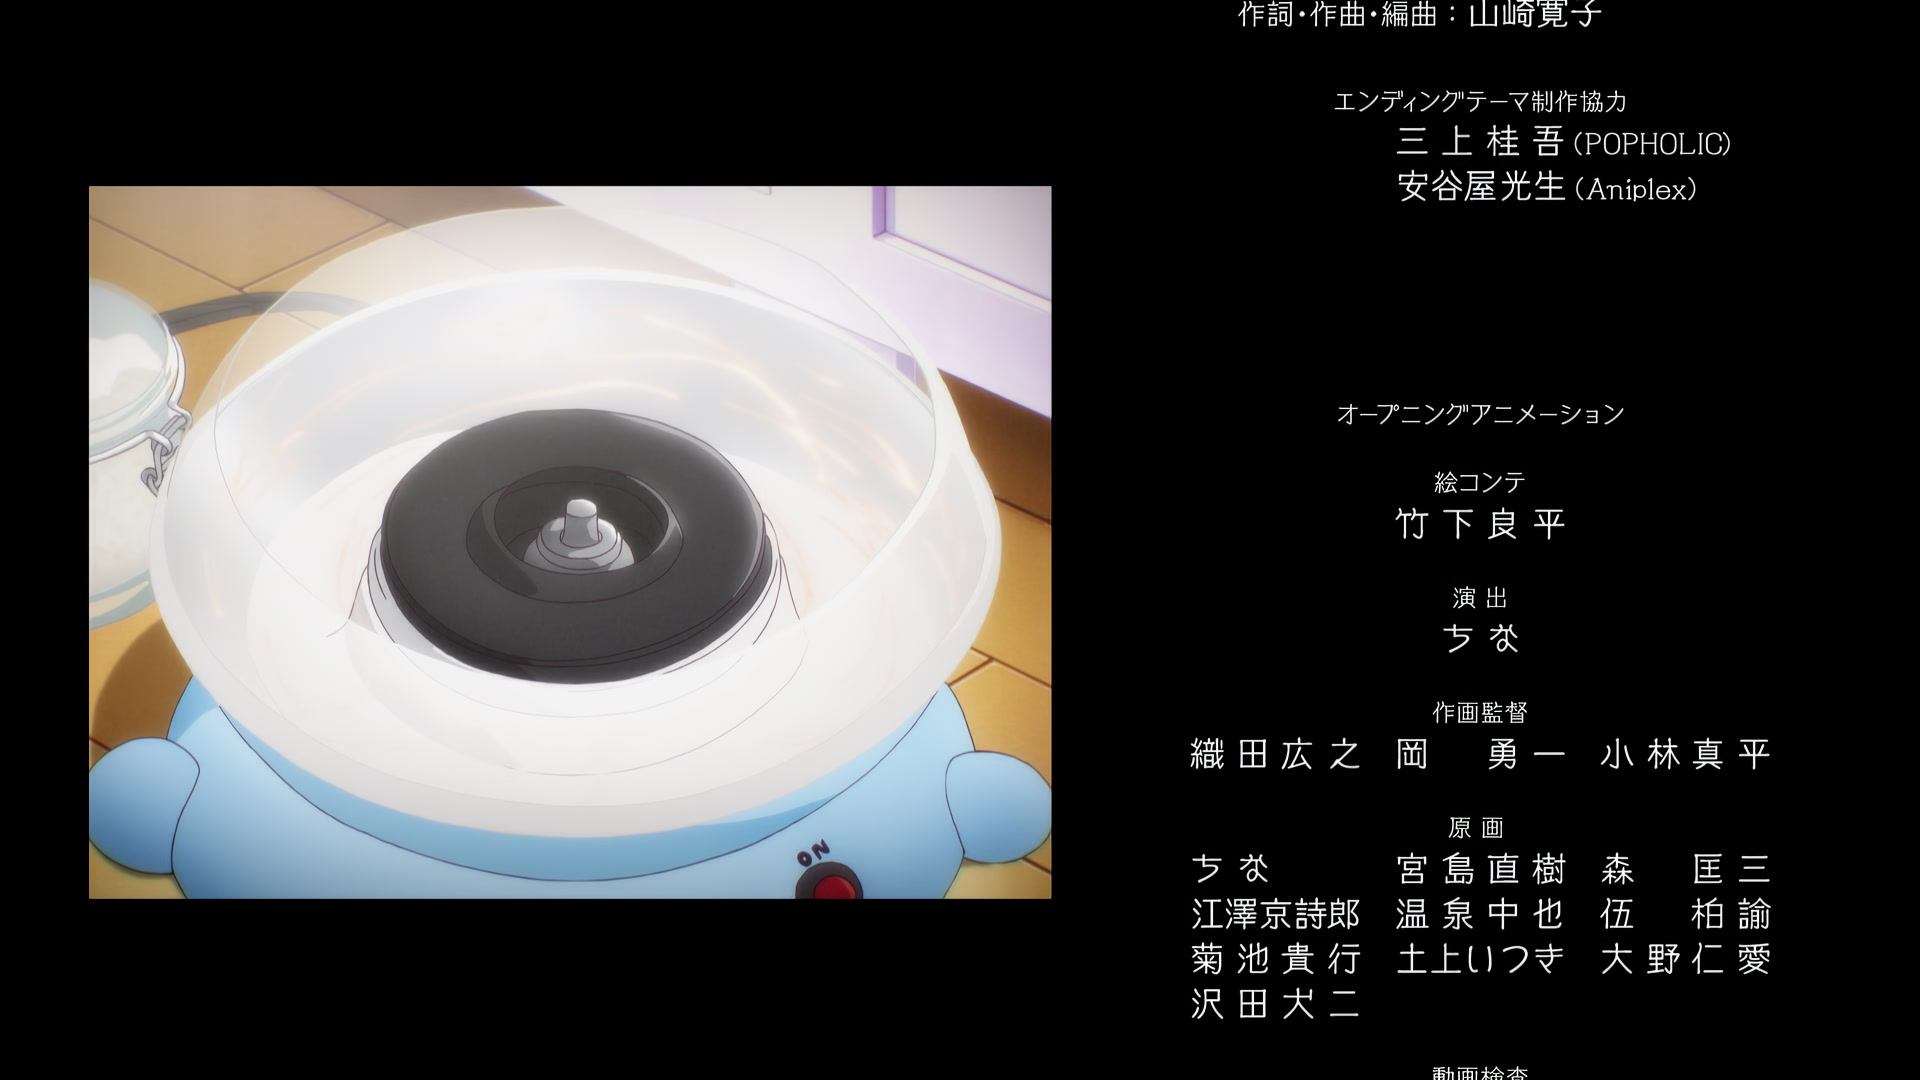 作詞・作曲・編曲：山崎寛子
エンディングテーマ制作協力
三上桂吾(POPHOLIC)
安谷屋光生(Aniplex)
オープニングアニメーション
絵コンテ
竹下良平
演出
ちな
作画監督
織田広之 岡勇一 小林真平
原画
ちな 宮島直樹 森匡三
江澤京詩郎 温泉中也 伍柏諭
菊池貴行 土上いつき 大野仁愛
沢田犬二
動画検査
ON